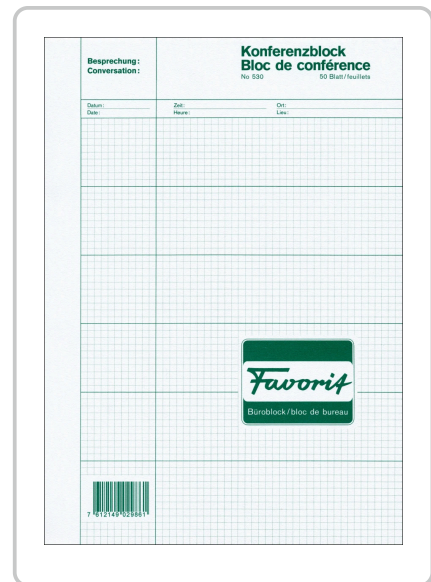 Besprechung:
Conversation:
Konferenzblock
Bloc de conférence
No 530 50 Blatt/feuillets
Datum: Zeit: Ort:
Date: Heure: Lieu:
Favorit
Büroblock/bloc de bureau
7 612149 029861